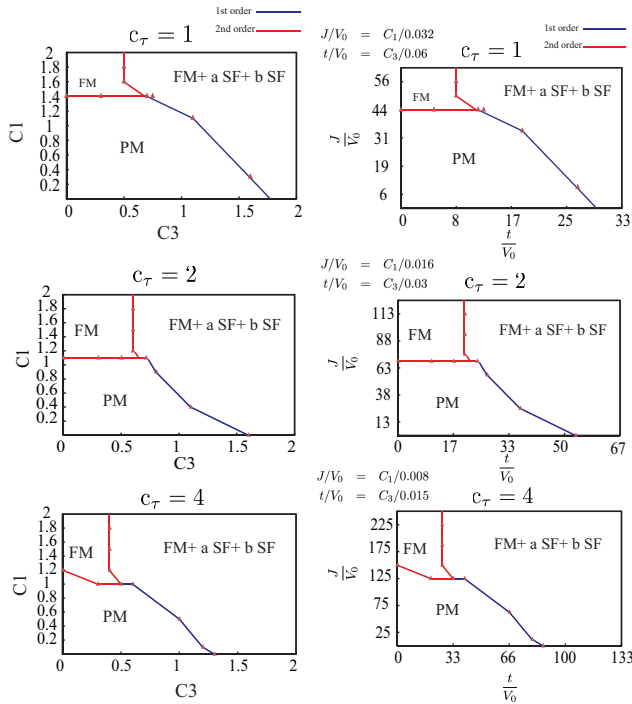 1st order
2nd order
c_τ = 1
C1
2
1.8
1.6
1.4
1.2
1
0.8
0.6
0.4
0.2
FM
FM+ a SF+ b SF
PM
0
0.5
1
1.5
2
C3
J/V₀ = C₁/0.032
t/V₀ = C₃/0.06
1st order
2nd order
c_τ = 1
J/V₀
56
44
31
19
6
FM
FM+ a SF+ b SF
PM
0
8
17
25
33
t/V₀
c_τ = 2
C1
2
1.8
1.6
1.4
1.2
1
0.8
0.6
0.4
0.2
0
FM
FM+ a SF+ b SF
PM
0
0.5
1
1.5
2
C3
J/V₀ = C₁/0.016
t/V₀ = C₃/0.03
c_τ = 2
J/V₀
113
88
63
38
13
FM
FM+ a SF+ b SF
PM
0
17
33
50
67
t/V₀
c_τ = 4
C1
2
1.8
1.6
1.4
1.2
1
0.8
0.6
0.4
0.2
0
FM
FM+ a SF+ b SF
PM
0
0.5
1
1.5
2
C3
J/V₀ = C₁/0.008
t/V₀ = C₃/0.015
c_τ = 4
J/V₀
225
175
125
75
25
FM
FM+ a SF+ b SF
PM
0
33
66
100
133
t/V₀